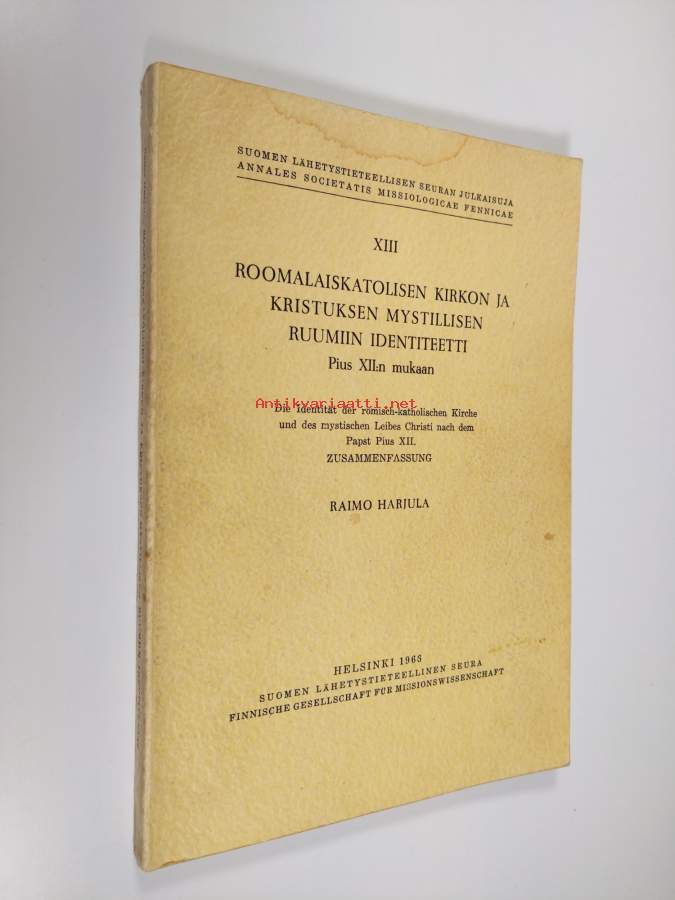 SUOMEN LÄHETYSTIETEELLISEN SEURAN JULKAISUJA
ANNALES SOCIETATIS MISSIOLOGICAE FENNICAE
XIII
ROOMALAISKATOLISEN KIRKON JA
KRISTUKSEN MYSTILLISEN
RUUMIIN IDENTITEETTI
Pius XII:n mukaan
Antikvariaatti.net
Die Identität der römisch-katholischen Kirche
und des mystischen Leibes Christi nach dem
Papst Pius XII.
ZUSAMMENFASSUNG
RAIMO HARJULA
HELSINKI 1965
SUOMEN LÄHETYSTIETEELLINEN SEURA
FINNISCHE GESELLSCHAFT FÜR MISSIONSWISSENSCHAFT